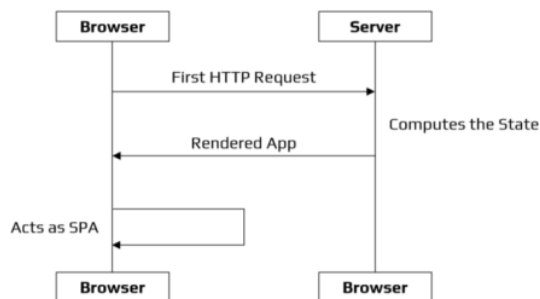 Browser
Server
First HTTP Request
Computes the State
Rendered App
Acts as SPA
Browser
Browser